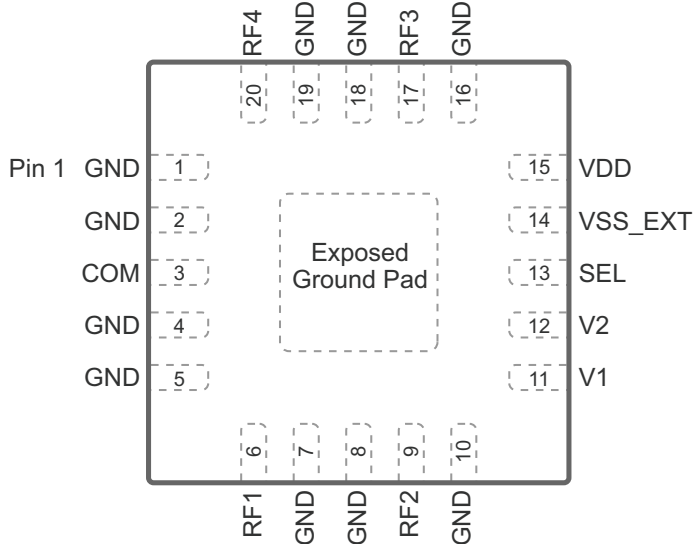 RF4 GND GND RF3 GND
20 19 18 17 16
Pin 1 GND 1 15 VDD
GND 2 14 VSS_EXT
COM 3 13 SEL
GND 4 12 V2
GND 5 11 V1
Exposed
Ground Pad
6 7 8 9 10
RF1 GND GND RF2 GND